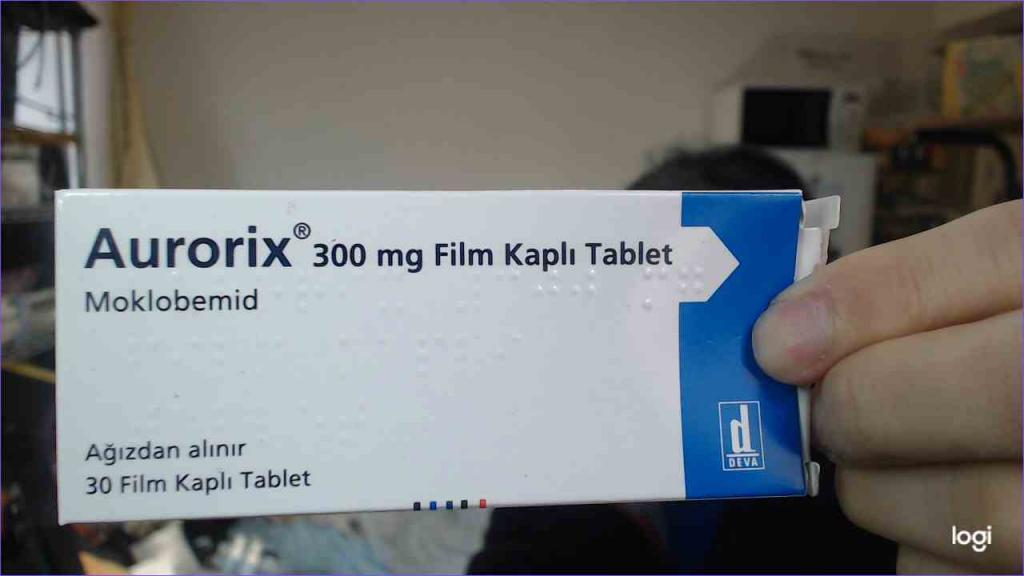 Aurorix® 300 mg Film Kaplı Tablet
Moklobemid
Ağızdan alınır
30 Film Kaplı Tablet
d
DEVA
logi